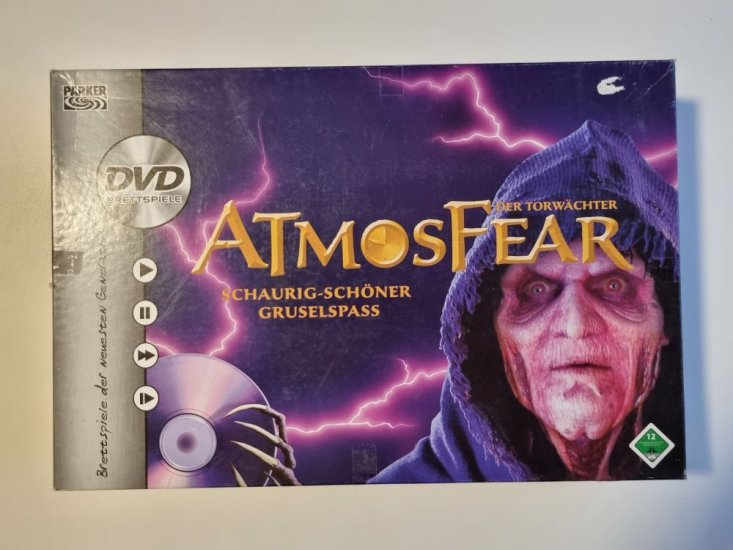 PARKER
DVD
BRETTSPIELE
DER TORWÄCHTER
ATMOSFEAR
SCHAURIG-SCHÖNER
GRUSELSPASS
Brettspiele der neuesten Generation
12